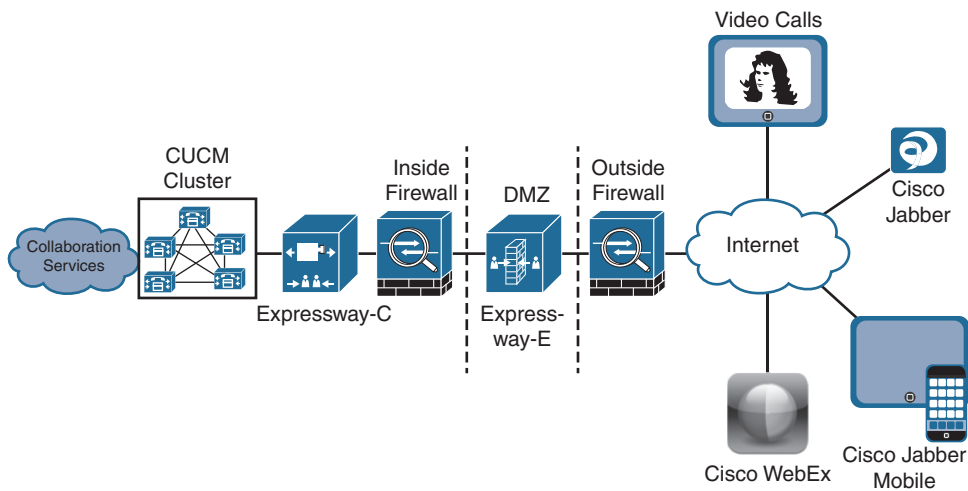 Video Calls
CUCM
Cluster
Inside
Firewall
DMZ
Outside
Firewall
Cisco
Jabber
Collaboration
Services
Internet
Expressway-C
Express-
way-E
Cisco WebEx
Cisco Jabber
Mobile